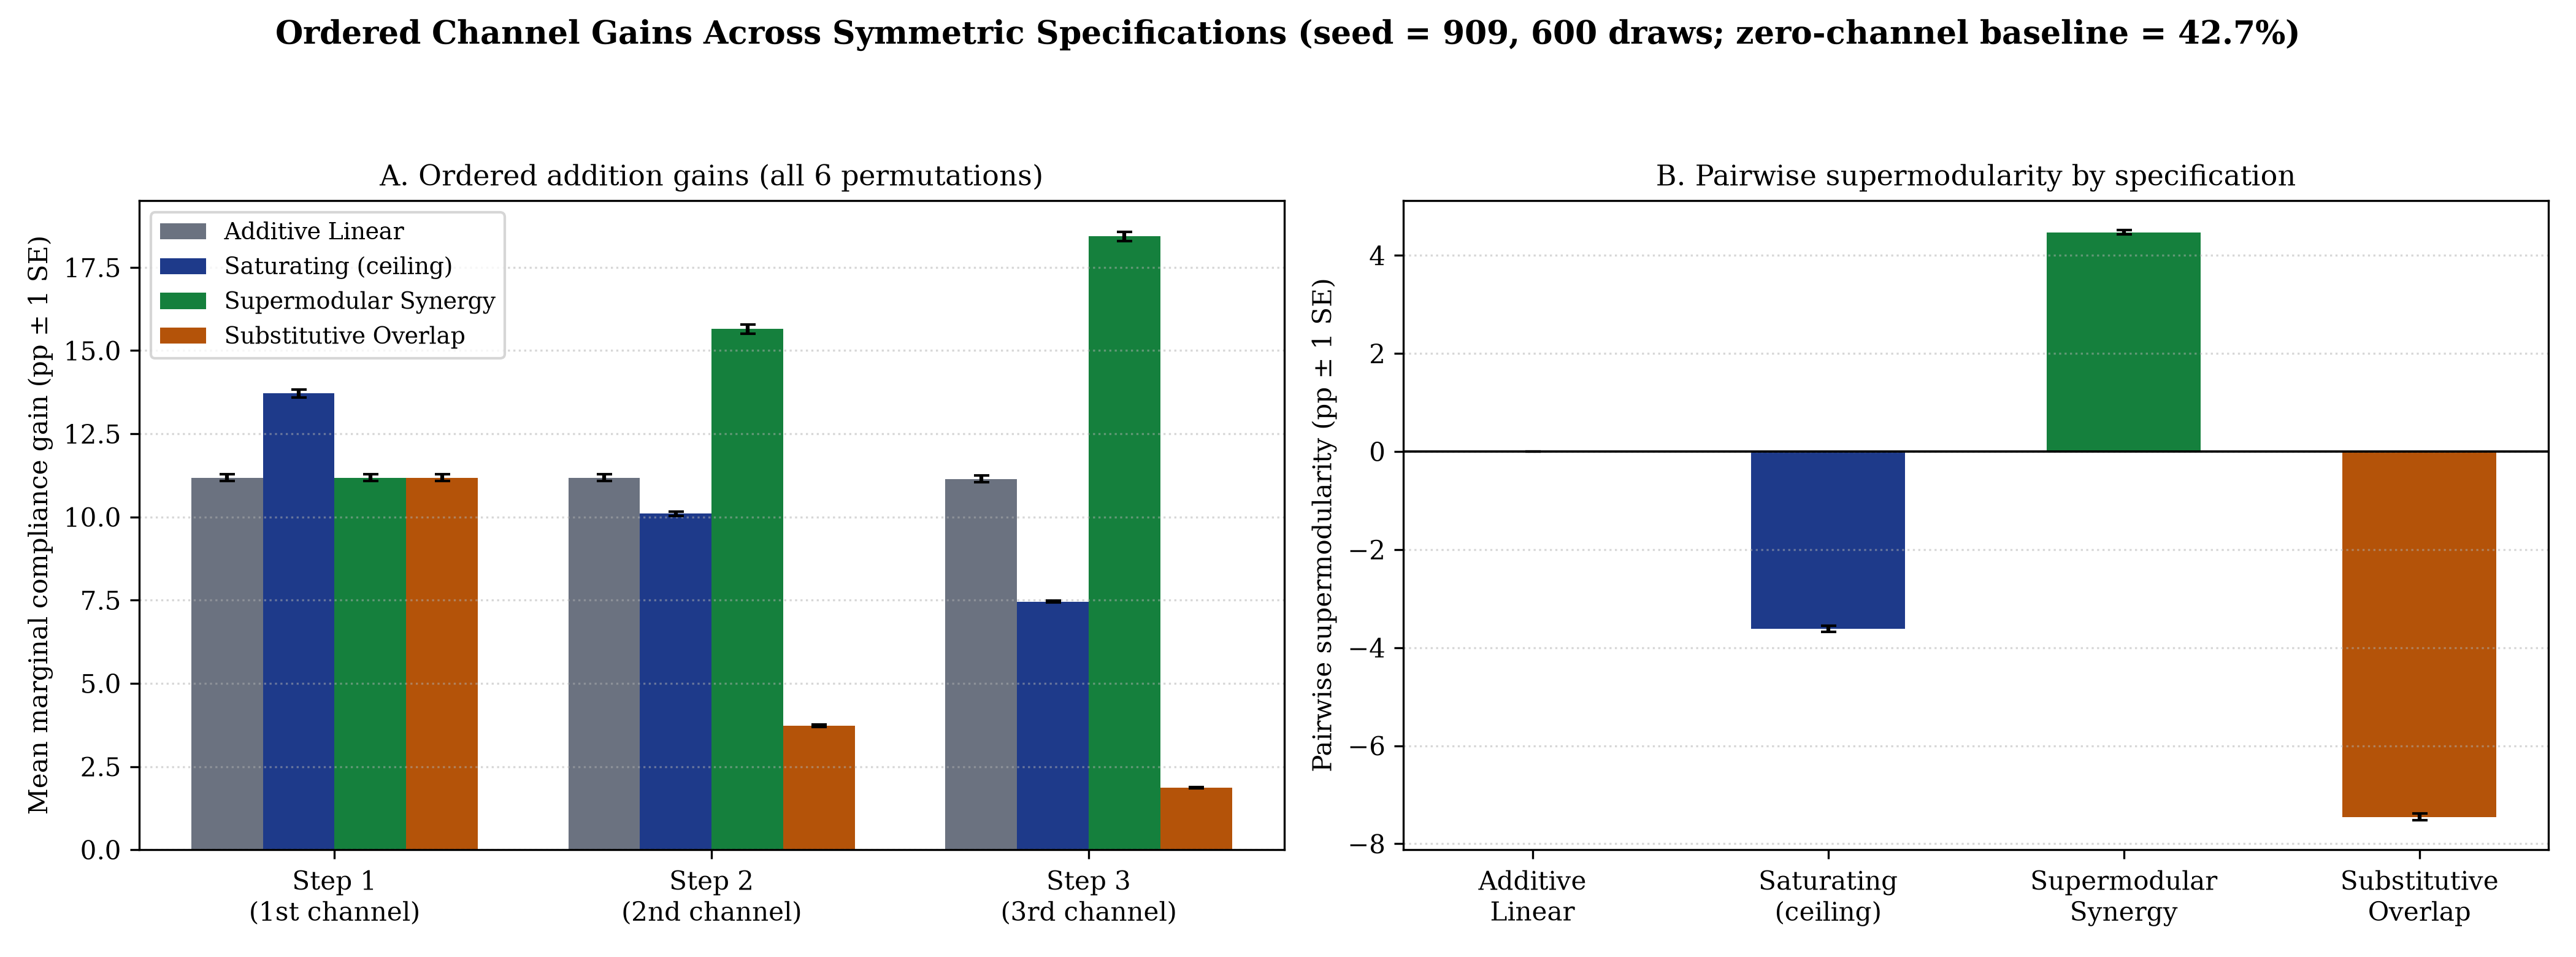 Ordered Channel Gains Across Symmetric Specifications (seed = 909, 600 draws; zero-channel baseline = 42.7%)
A. Ordered addition gains (all 6 permutations)
Mean marginal compliance gain (pp ± 1 SE)
17.5
15.0
12.5
10.0
7.5
5.0
2.5
0.0
Additive Linear
Saturating (ceiling)
Supermodular Synergy
Substitutive Overlap
Step 1
(1st channel)
Step 2
(2nd channel)
Step 3
(3rd channel)
B. Pairwise supermodularity by specification
Pairwise supermodularity (pp ± 1 SE)
4
2
0
−2
−4
−6
−8
Additive
Linear
Saturating
(ceiling)
Supermodular
Synergy
Substitutive
Overlap